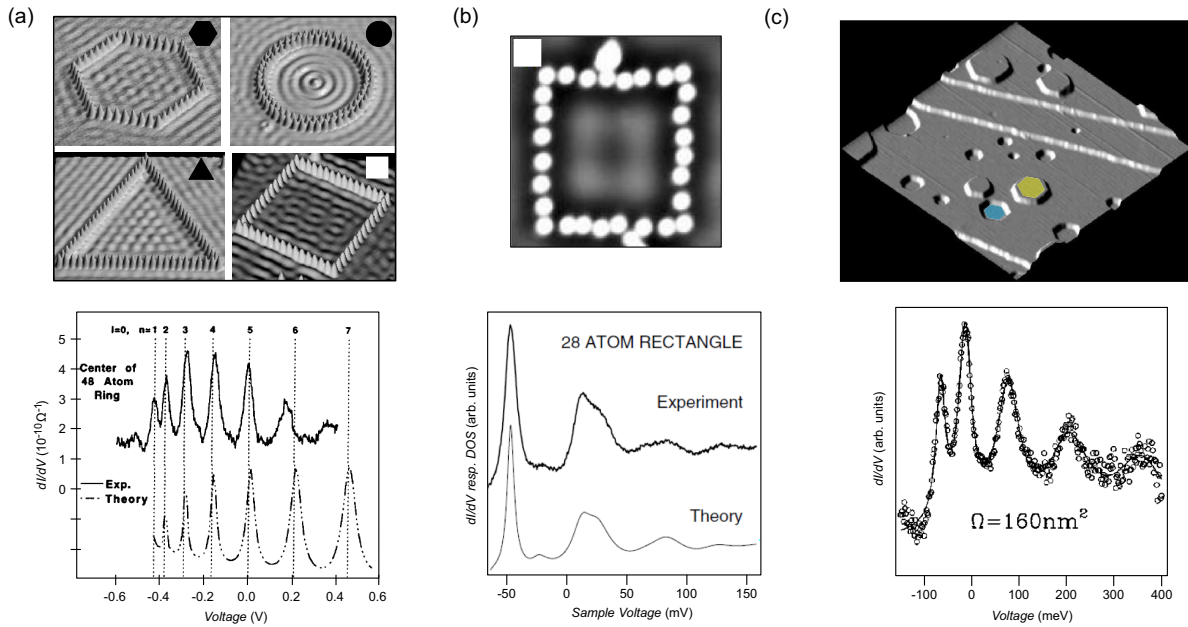 (a)
(b)
(c)
l=0, n= 1 2 3 4 5 6 7
Center of
48 Atom
Ring
Exp.
Theory
5
4
3
2
1
0
dI/dV (10⁻¹⁰Ω⁻¹)
-0.6 -0.4 -0.2 0.0 0.2 0.4 0.6
Voltage (V)
28 ATOM RECTANGLE
Experiment
Theory
dI/dV resp. DOS (arb. units)
-50 0 50 100 150
Sample Voltage (mV)
dI/dV (arb. units)
Ω=160nm²
-100 0 100 200 300 400
Voltage (meV)